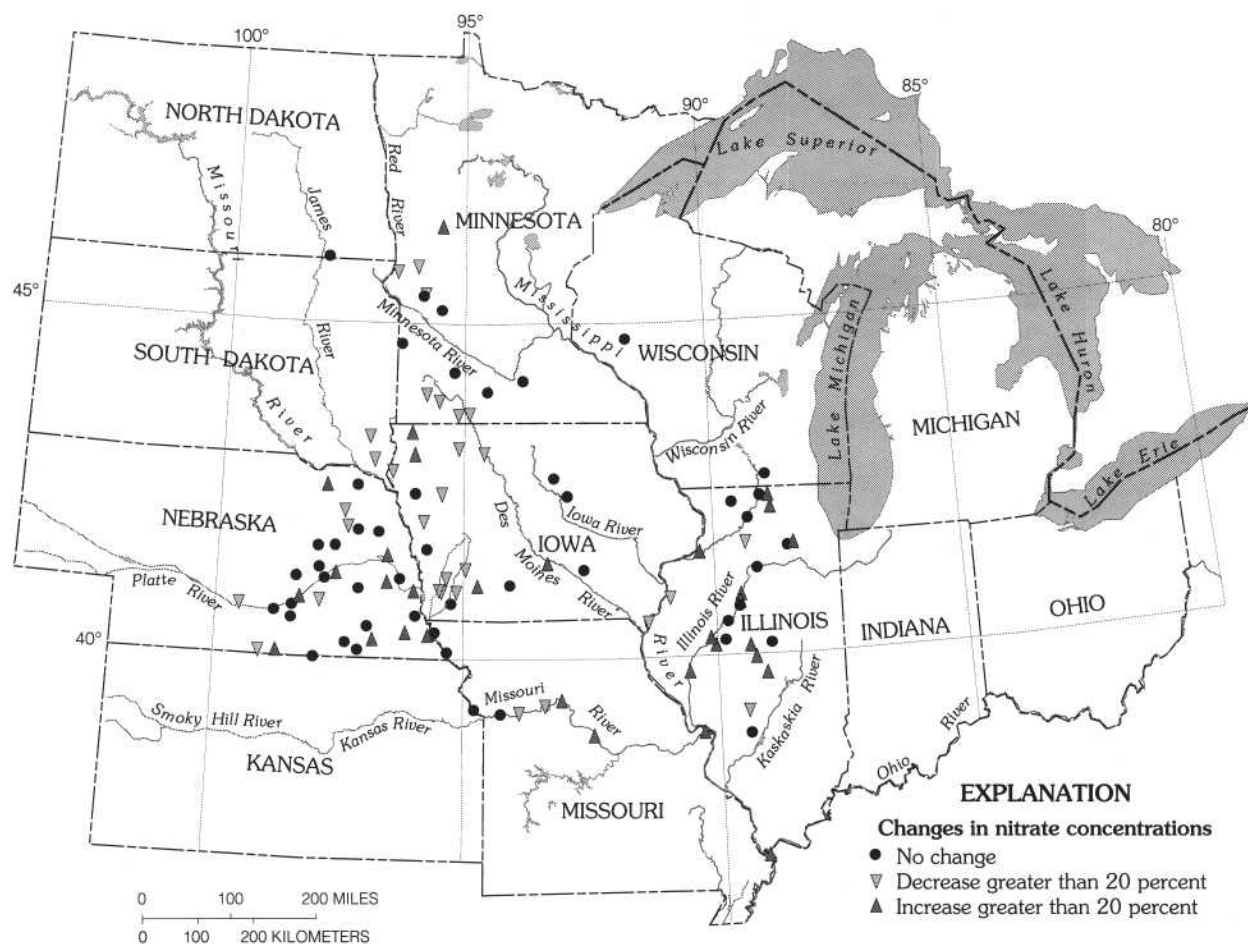 100°
95°
90°
85°
80°
45°
40°
NORTH DAKOTA
Missouri
River
James
River
Red
River
MINNESOTA
Lake Superior
Mississippi
River
Minnesota River
SOUTH DAKOTA
WISCONSIN
Wisconsin River
Lake Michigan
Lake Huron
MICHIGAN
Lake Erie
NEBRASKA
Platte
River
Des
Moines
River
Iowa River
IOWA
Illinois River
ILLINOIS
INDIANA
OHIO
Kaskaskia
River
Missouri
River
Smoky Hill River
Kansas River
KANSAS
MISSOURI
Ohio
River
EXPLANATION
Changes in nitrate concentrations
No change
Decrease greater than 20 percent
Increase greater than 20 percent
0 100 200 MILES
0 100 200 KILOMETERS